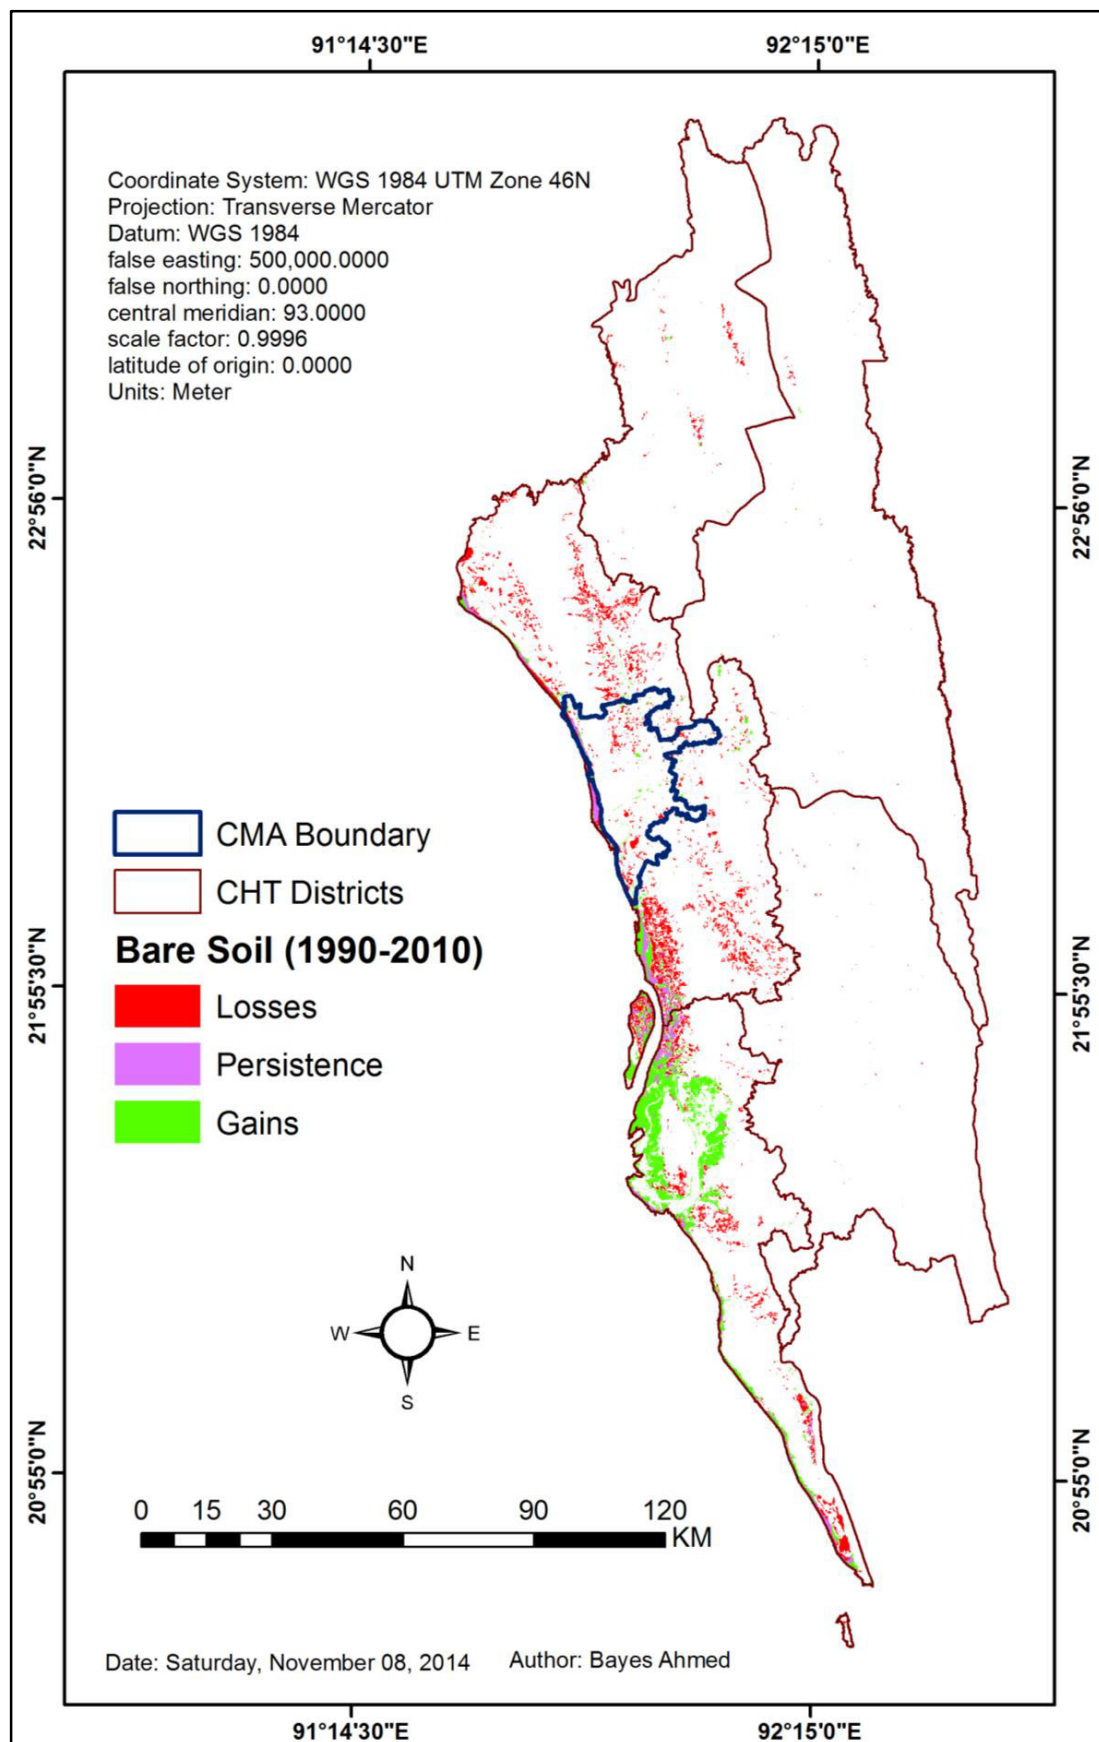 91°14'30"E 92°15'0"E
Coordinate System: WGS 1984 UTM Zone 46N
Projection: Transverse Mercator
Datum: WGS 1984
false easting: 500,000.0000
false northing: 0.0000
central meridian: 93.0000
scale factor: 0.9996
latitude of origin: 0.0000
Units: Meter
22°56'0"N 22°56'0"N
CMA Boundary
CHT Districts
Bare Soil (1990-2010)
21°55'30"N 21°55'30"N
Losses
Persistence
Gains
N
W E
S
20°55'0"N 20°55'0"N
0 15 30 60 90 120
KM
Date: Saturday, November 08, 2014 Author: Bayes Ahmed
91°14'30"E 92°15'0"E